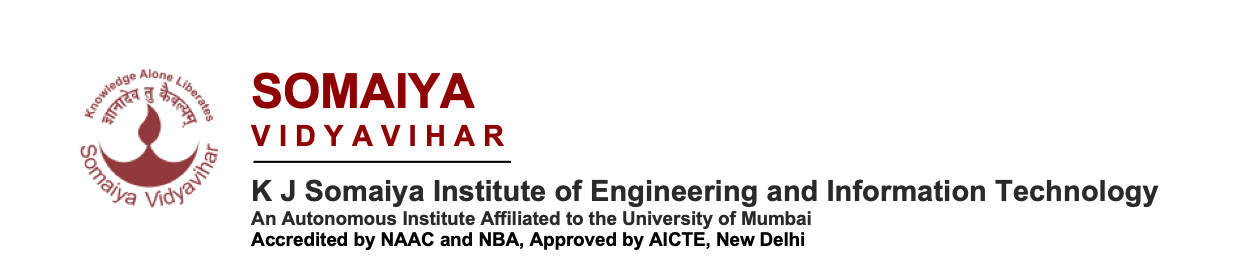 Knowledge Alone Liberates
ज्ञानादेव तु कैवल्यम्
Somaiya Vidyavihar
SOMAIYA
VIDYAVIHAR
K J Somaiya Institute of Engineering and Information Technology
An Autonomous Institute Affiliated to the University of Mumbai
Accredited by NAAC and NBA, Approved by AICTE, New Delhi